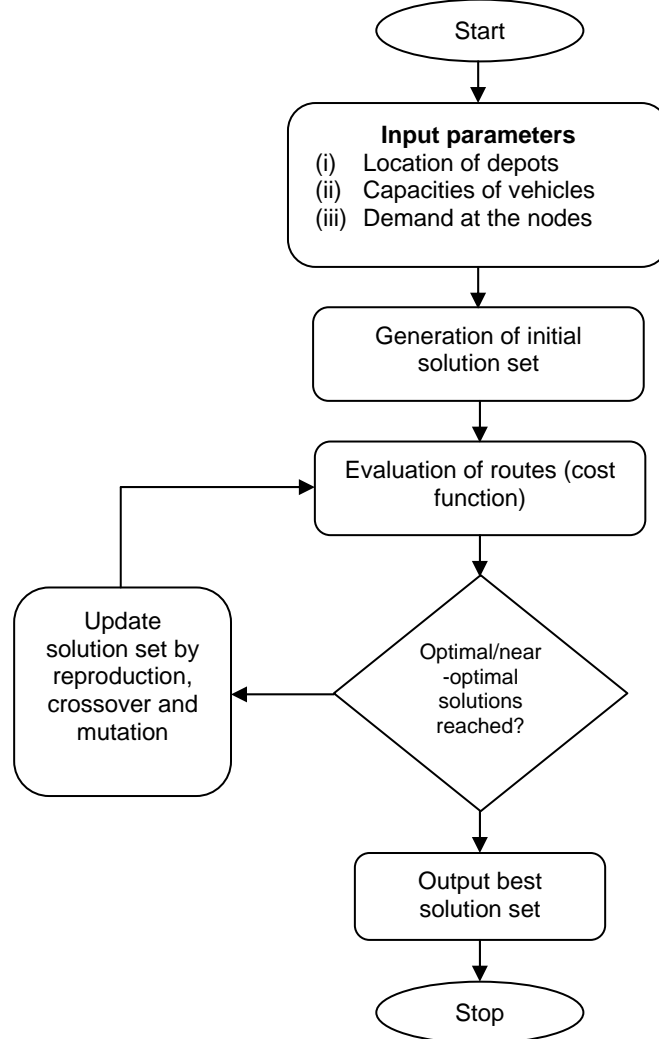 Start
Input parameters
(i) Location of depots
(ii) Capacities of vehicles
(iii) Demand at the nodes
Generation of initial
solution set
Evaluation of routes (cost
function)
Update
solution set by
reproduction,
crossover and
mutation
Optimal/near
-optimal
solutions
reached?
Output best
solution set
Stop